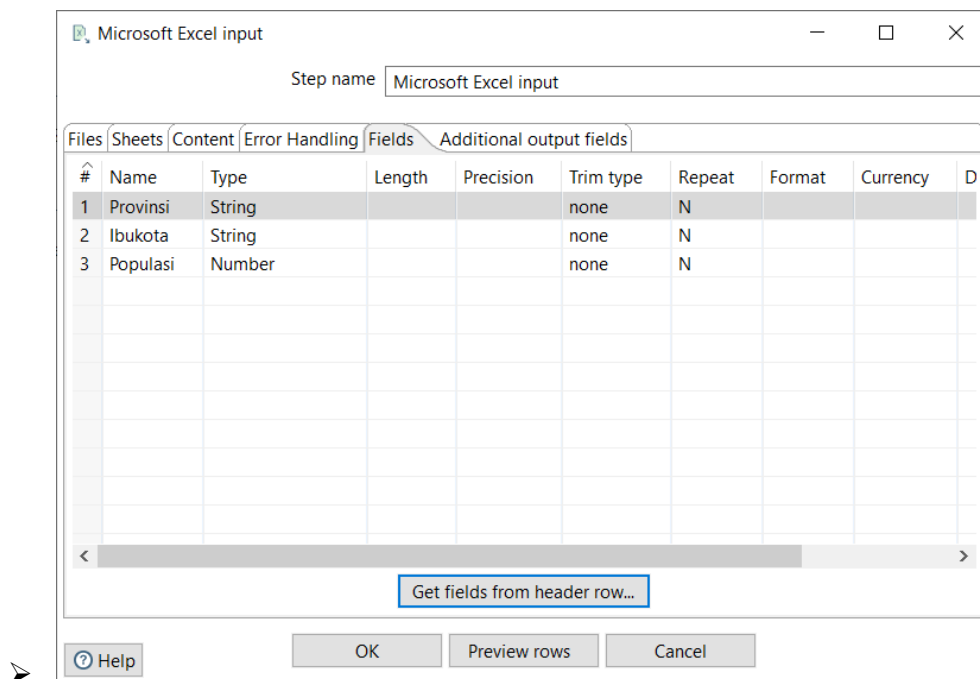 Microsoft Excel input
Step name Microsoft Excel input
Files Sheets Content Error Handling Fields Additional output fields
# Name Type Length Precision Trim type Repeat Format Currency D
1 Provinsi String none N
2 Ibukota String none N
3 Populasi Number none N
Get fields from header row...
Help OK Preview rows Cancel